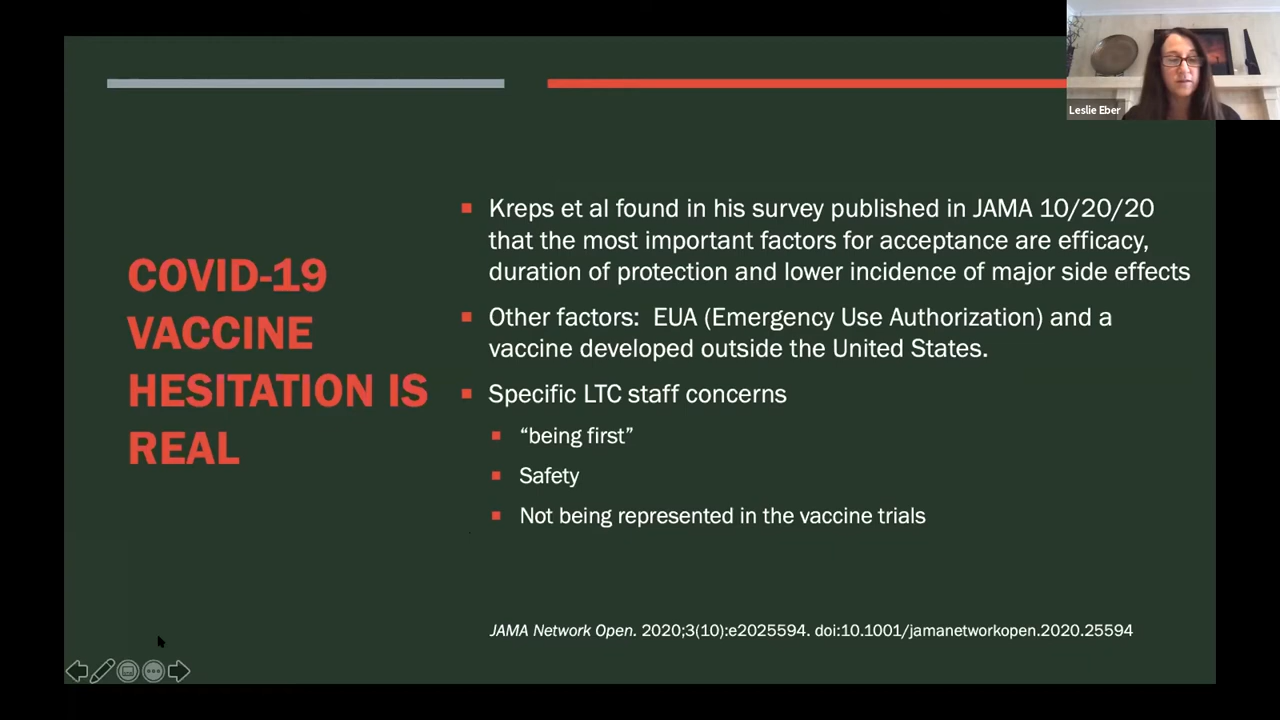 Leslie Eber
COVID-19
VACCINE
HESITATION IS
REAL
Kreps et al found in his survey published in JAMA 10/20/20
that the most important factors for acceptance are efficacy,
duration of protection and lower incidence of major side effects
Other factors:  EUA (Emergency Use Authorization) and a
vaccine developed outside the United States.
Specific LTC staff concerns
“being first”
Safety
Not being represented in the vaccine trials
JAMA Network Open. 2020;3(10):e2025594. doi:10.1001/jamanetworkopen.2020.25594